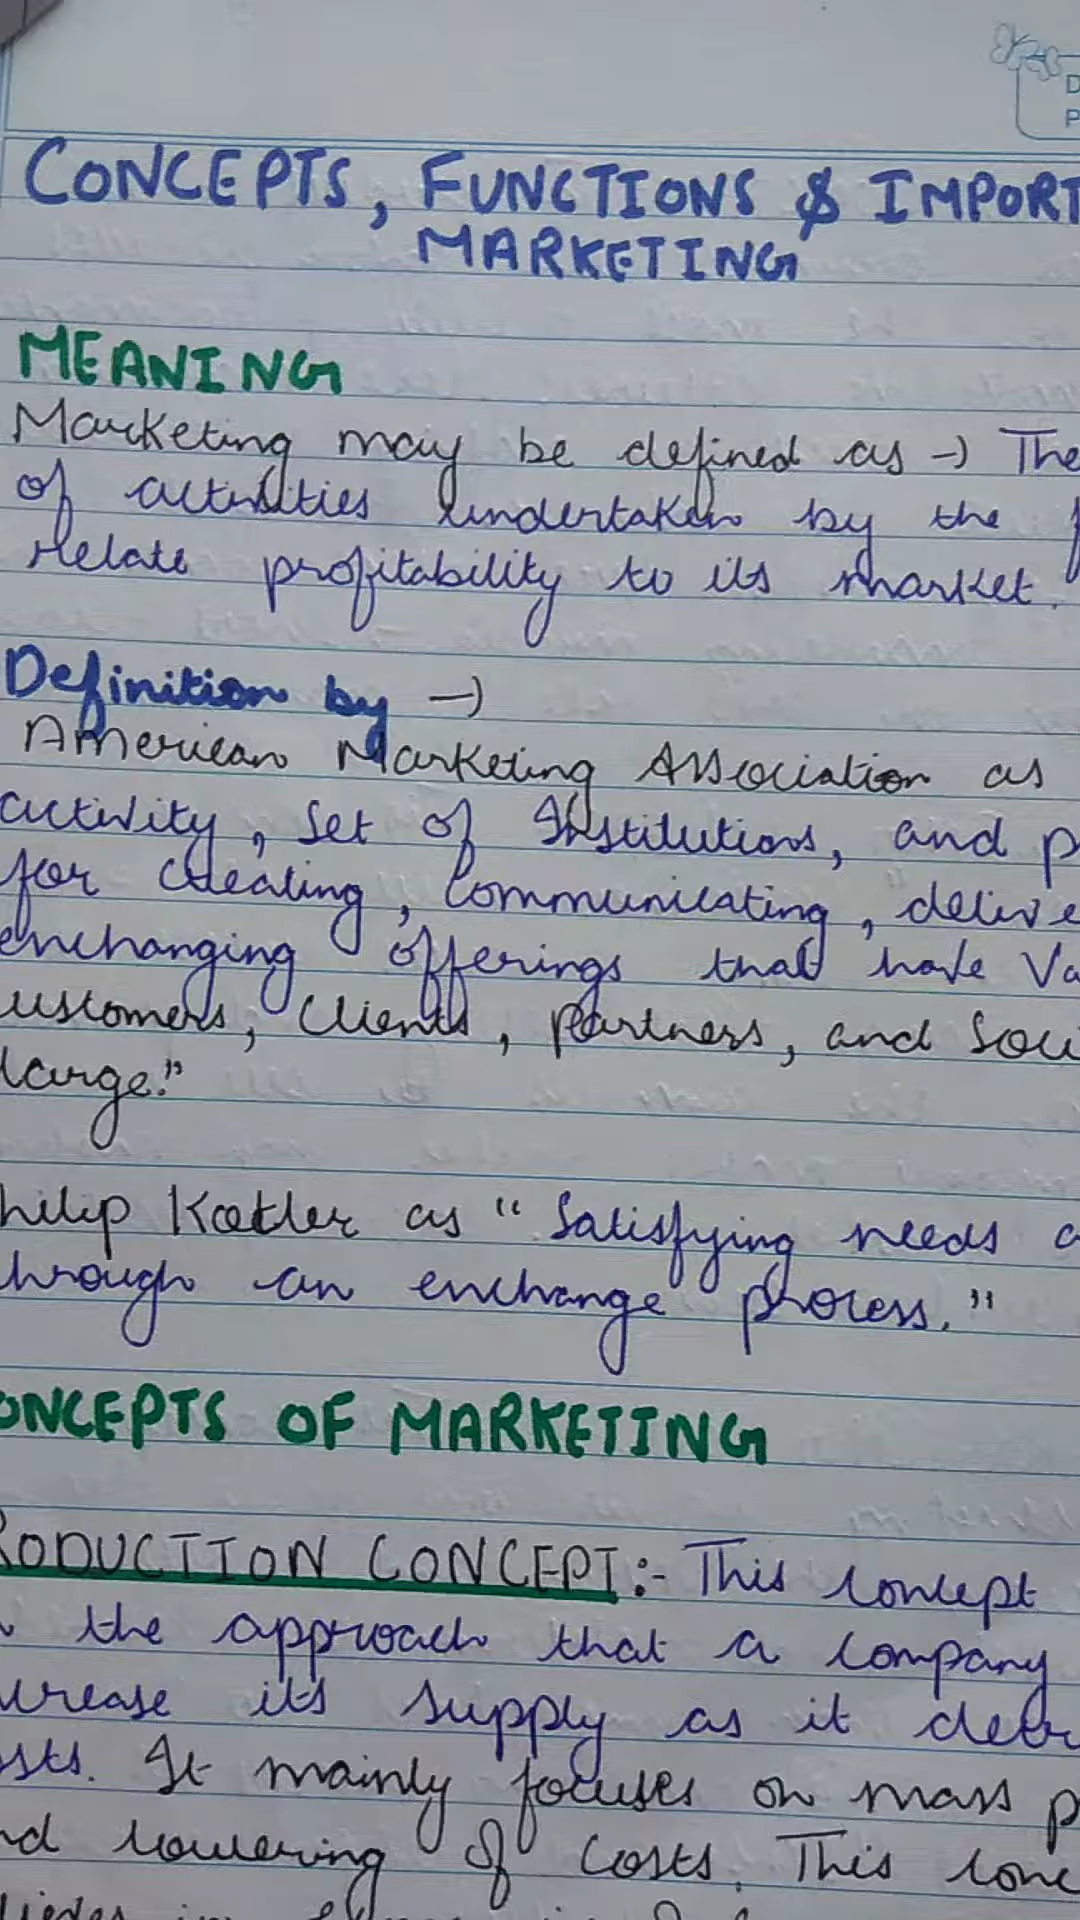 D
P
CONCEPTS, FUNCTIONS & IMPORT
MARKETING
MEANING
Marketing may be defined as → The
of activities undertaken by the f
relate profitability to its market.
Definition by →
American Marketing Association as
activity, Set of Institutions, and p
for creating, Communicating, delive
enchanging offerings that have Va
ustomers, Clients, partners, and Soci
large."
hilip Kotler as “ Satisfying needs a
hrough an enchange process.”
ONCEPTS OF MARKETING
RODUCTION CONCEPT:- This concept
the approach that a company
crease its supply as it decr
sts. It mainly focuses on mass p
nd lowering of Costs. This conc